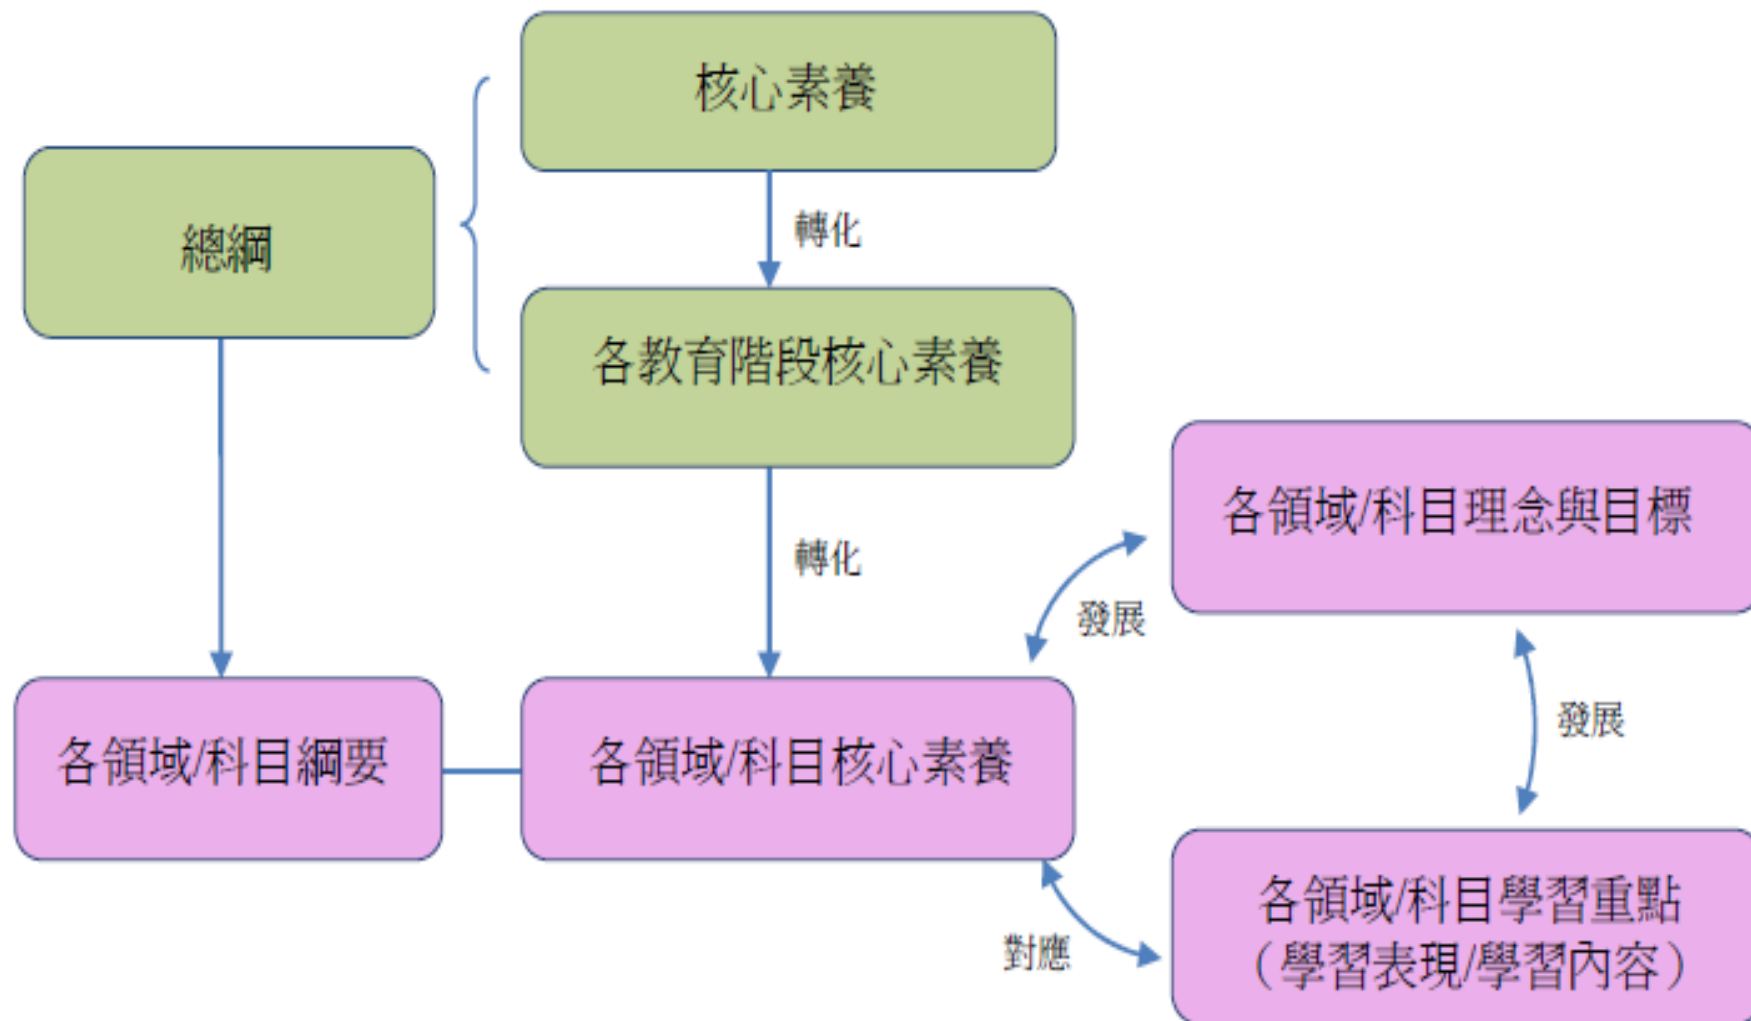 核心素養
總綱
轉化
各教育階段核心素養
各領域/科目理念與目標
轉化
發展
發展
各領域/科目綱要
各領域/科目核心素養
各領域/科目學習重點
（學習表現/學習內容）
對應